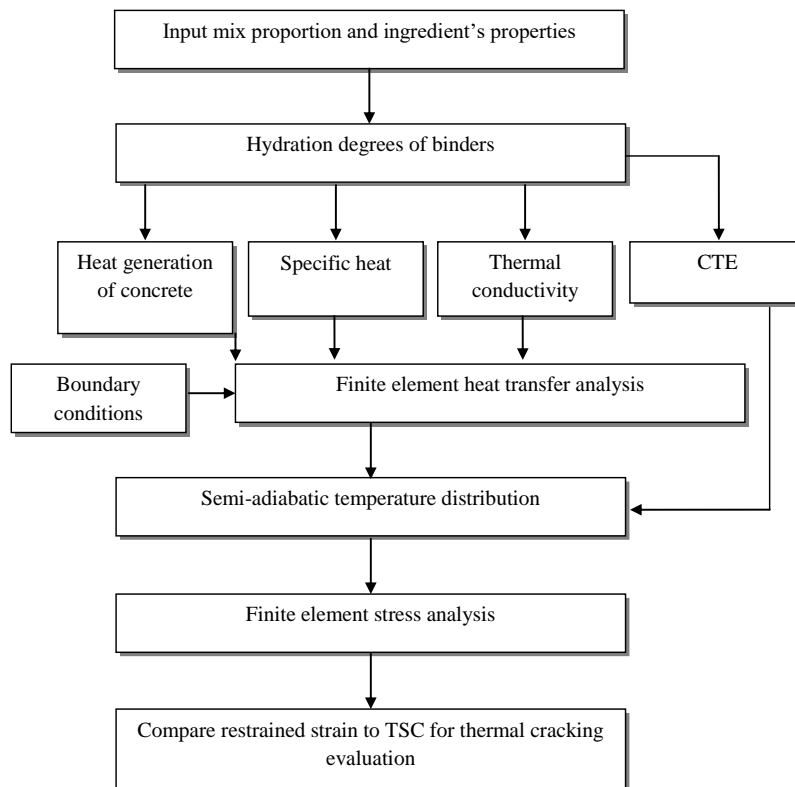 Input mix proportion and ingredient’s properties
Hydration degrees of binders
Heat generation
of concrete
Specific heat
Thermal
conductivity
CTE
Boundary
conditions
Finite element heat transfer analysis
Semi-adiabatic temperature distribution
Finite element stress analysis
Compare restrained strain to TSC for thermal cracking
evaluation